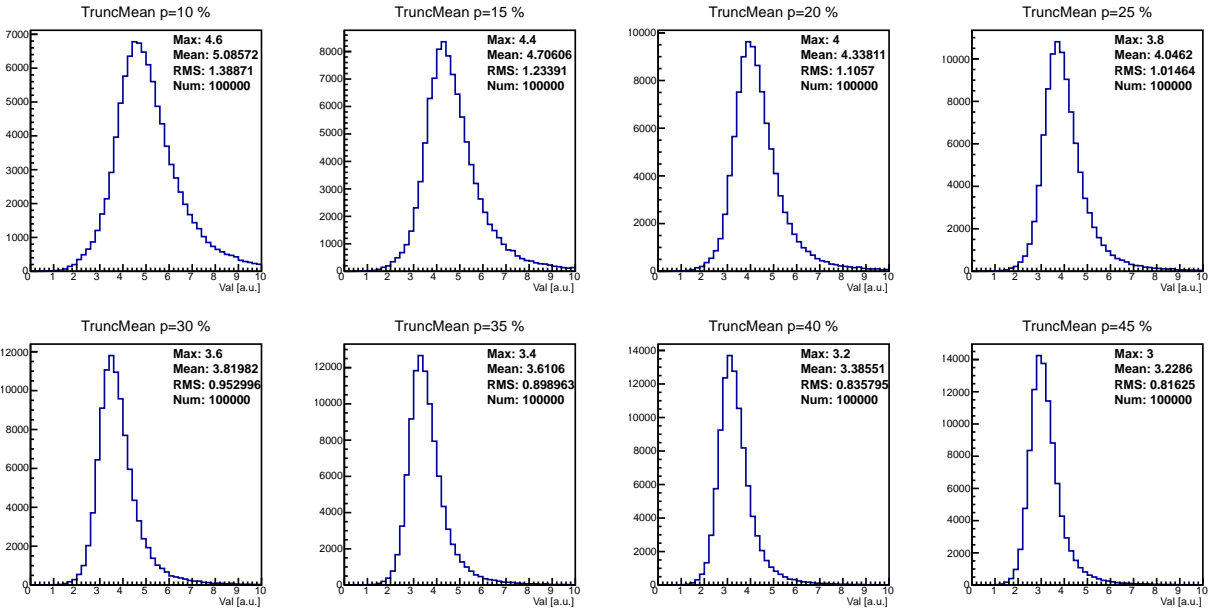 TruncMean p=10 %
Max: 4.6
Mean: 5.08572
RMS: 1.38871
Num: 100000
7000
6000
5000
4000
3000
2000
1000
0
0 1 2 3 4 5 6 7 8 9 10
Val [a.u.]
TruncMean p=15 %
Max: 4.4
Mean: 4.70606
RMS: 1.23391
Num: 100000
8000
7000
6000
5000
4000
3000
2000
1000
0
0 1 2 3 4 5 6 7 8 9 10
Val [a.u.]
TruncMean p=20 %
Max: 4
Mean: 4.33811
RMS: 1.1057
Num: 100000
10000
8000
6000
4000
2000
0
0 1 2 3 4 5 6 7 8 9 10
Val [a.u.]
TruncMean p=25 %
Max: 3.8
Mean: 4.0462
RMS: 1.01464
Num: 100000
10000
8000
6000
4000
2000
0
0 1 2 3 4 5 6 7 8 9 10
Val [a.u.]
TruncMean p=30 %
Max: 3.6
Mean: 3.81982
RMS: 0.952996
Num: 100000
12000
10000
8000
6000
4000
2000
0
0 1 2 3 4 5 6 7 8 9 10
Val [a.u.]
TruncMean p=35 %
Max: 3.4
Mean: 3.6106
RMS: 0.898963
Num: 100000
12000
10000
8000
6000
4000
2000
0
0 1 2 3 4 5 6 7 8 9 10
Val [a.u.]
TruncMean p=40 %
Max: 3.2
Mean: 3.38551
RMS: 0.835795
Num: 100000
14000
12000
10000
8000
6000
4000
2000
0
0 1 2 3 4 5 6 7 8 9 10
Val [a.u.]
TruncMean p=45 %
Max: 3
Mean: 3.2286
RMS: 0.81625
Num: 100000
14000
12000
10000
8000
6000
4000
2000
0
0 1 2 3 4 5 6 7 8 9 10
Val [a.u.]